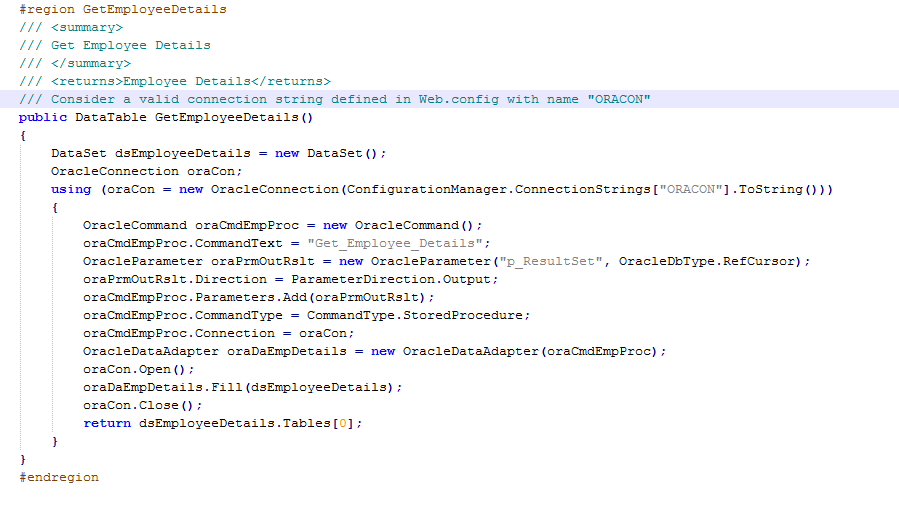 #region GetEmployeeDetails
/// <summary>
/// Get Employee Details
/// </summary>
/// <returns>Employee Details</returns>
/// Consider a valid connection string defined in Web.config with name "ORACON"
public DataTable GetEmployeeDetails()
{
    DataSet dsEmployeeDetails = new DataSet();
    OracleConnection oraCon;
    using (oraCon = new OracleConnection(ConfigurationManager.ConnectionStrings["ORACON"].ToString()))
    {
        OracleCommand oraCmdEmpProc = new OracleCommand();
        oraCmdEmpProc.CommandText = "Get_Employee_Details";
        OracleParameter oraPrmOutRslt = new OracleParameter("p_ResultSet", OracleDbType.RefCursor);
        oraPrmOutRslt.Direction = ParameterDirection.Output;
        oraCmdEmpProc.Parameters.Add(oraPrmOutRslt);
        oraCmdEmpProc.CommandType = CommandType.StoredProcedure;
        oraCmdEmpProc.Connection = oraCon;
        OracleDataAdapter oraDaEmpDetails = new OracleDataAdapter(oraCmdEmpProc);
        oraCon.Open();
        oraDaEmpDetails.Fill(dsEmployeeDetails);
        oraCon.Close();
        return dsEmployeeDetails.Tables[0];
    }
}
#endregion